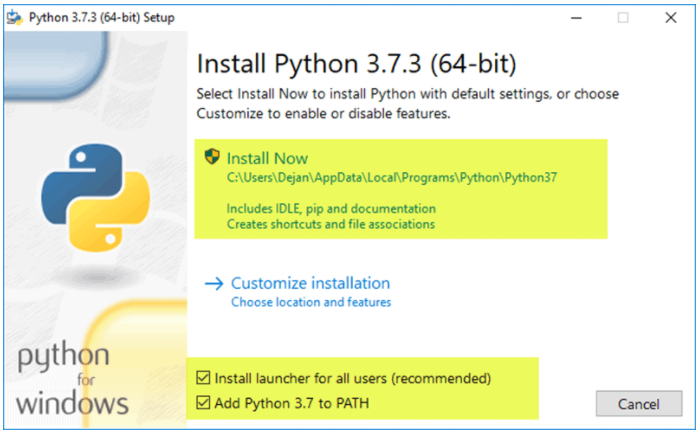 Python 3.7.3 (64-bit) Setup
Install Python 3.7.3 (64-bit)
Select Install Now to install Python with default settings, or choose
Customize to enable or disable features.
Install Now
C:\Users\Dejan\AppData\Local\Programs\Python\Python37
Includes IDLE, pip and documentation
Creates shortcuts and file associations
Customize installation
Choose location and features
python
for
windows
Install launcher for all users (recommended)
Add Python 3.7 to PATH
Cancel